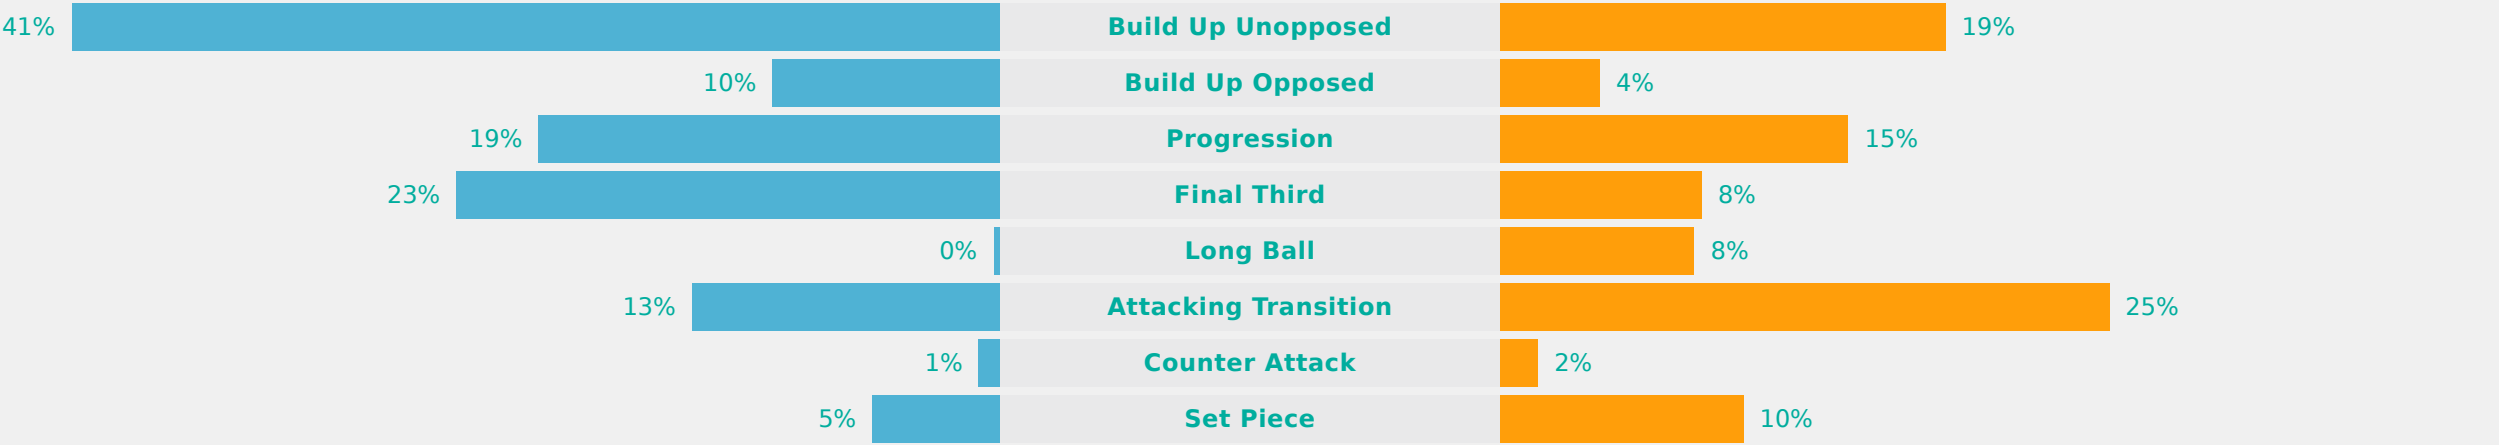 41% Build Up Unopposed 19%
10% Build Up Opposed 4%
19% Progression 15%
23% Final Third 8%
0% Long Ball 8%
13% Attacking Transition 25%
1% Counter Attack 2%
5% Set Piece 10%